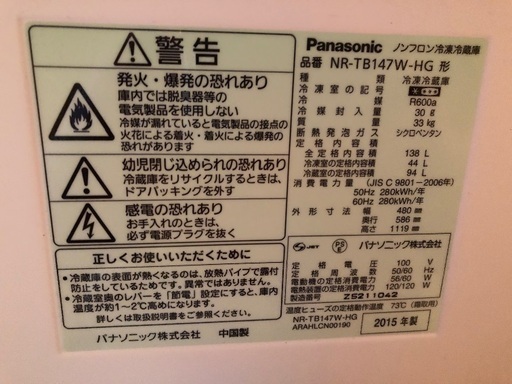 警告
発火・爆発の恐れあり
庫内では脱臭器等の
電気製品を使用しない
冷媒が漏れていると電気製品の接点の
火花による着火・着火による爆発
の恐れあり
幼児閉じ込められの恐れあり
冷蔵庫をリサイクルするときは、
ドアパッキングを外す
感電の恐れあり
お手入れのときは、
必ず電源プラグを抜く
正しくお使いいただくために
・冷蔵庫の表面が熱くなるのは、放熱パイプで露付
防止をしているためです。異常ではありません。
・冷蔵室奥のレバーを「節電」設定にすると、庫内
温度が約1~2℃高めになります。
詳しくは取扱説明書をご覧ください。
パナソニック株式会社 中国製
Panasonic ノンフロン冷凍冷蔵庫
品番 NR-TB147W-HG 形
種類 冷凍冷蔵庫
冷凍室の記号
冷媒 R600a
冷媒封入量 30 g
質量 33 kg
断熱発泡ガス シクロペンタン
定格内容積
全定格内容積 138 L
冷凍室の定格内容積 44 L
冷蔵室の定格内容積 94 L
消費電力量 (JIS C 9801-2006年)
50Hz 280kWh/年
60Hz 280kWh/年
外形寸法 幅 480 mm
奥行 586 mm
高さ 1119 mm
JET PSE パナソニック株式会社
定格電圧 100 V
定格周波数 50/60 Hz
電動機の定格消費電力 56/60 W
電熱装置の定格消費電力 120/120 W
製造番号 Z5211042
温度ヒューズの定格動作温度 73℃ (霜取用)
NR-TB147W-HG
ARAHLCN00190
2015 年製